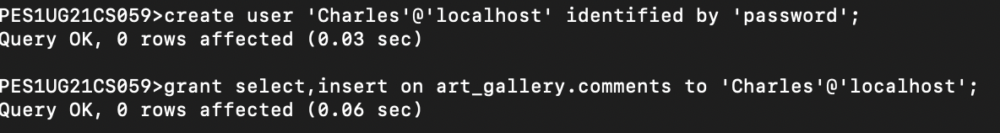 PES1UG21CS059>create user 'Charles'@'localhost' identified by 'password';
Query OK, 0 rows affected (0.03 sec)
PES1UG21CS059>grant select,insert on art_gallery.comments to 'Charles'@'localhost';
Query OK, 0 rows affected (0.06 sec)